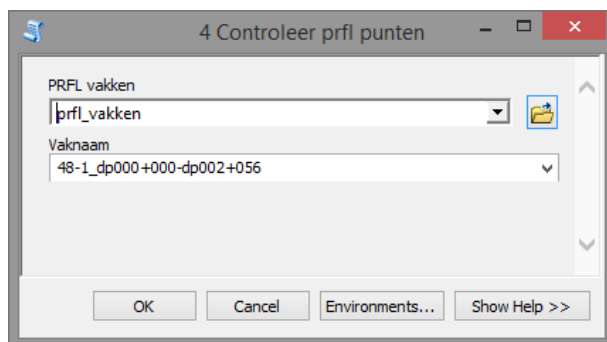 4 Controleer prfl punten
PRFL vakken
prfl_vakken
Vaknaam
48-1_dp000+000-dp002+056
OK
Cancel
Environments...
Show Help >>